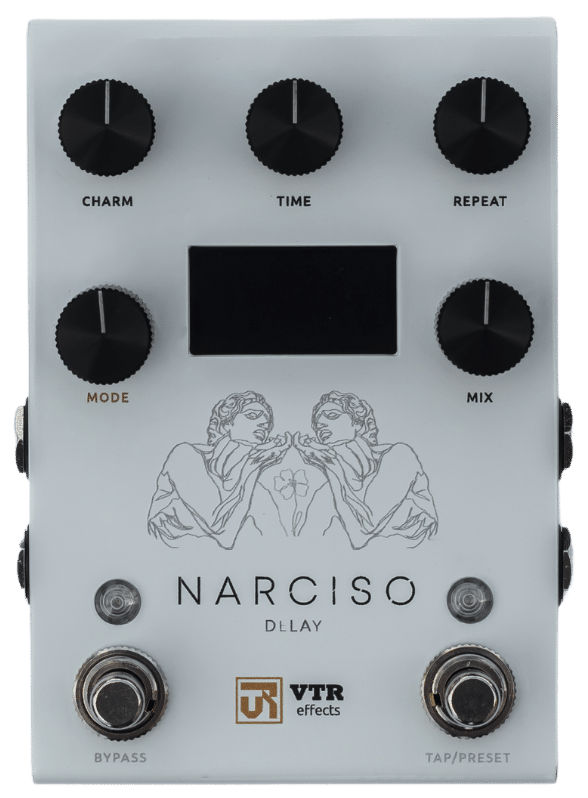 CHARM
TIME
REPEAT
MODE
MIX
NARCISO
DELAY
VTR
effects
BYPASS
TAP/PRESET